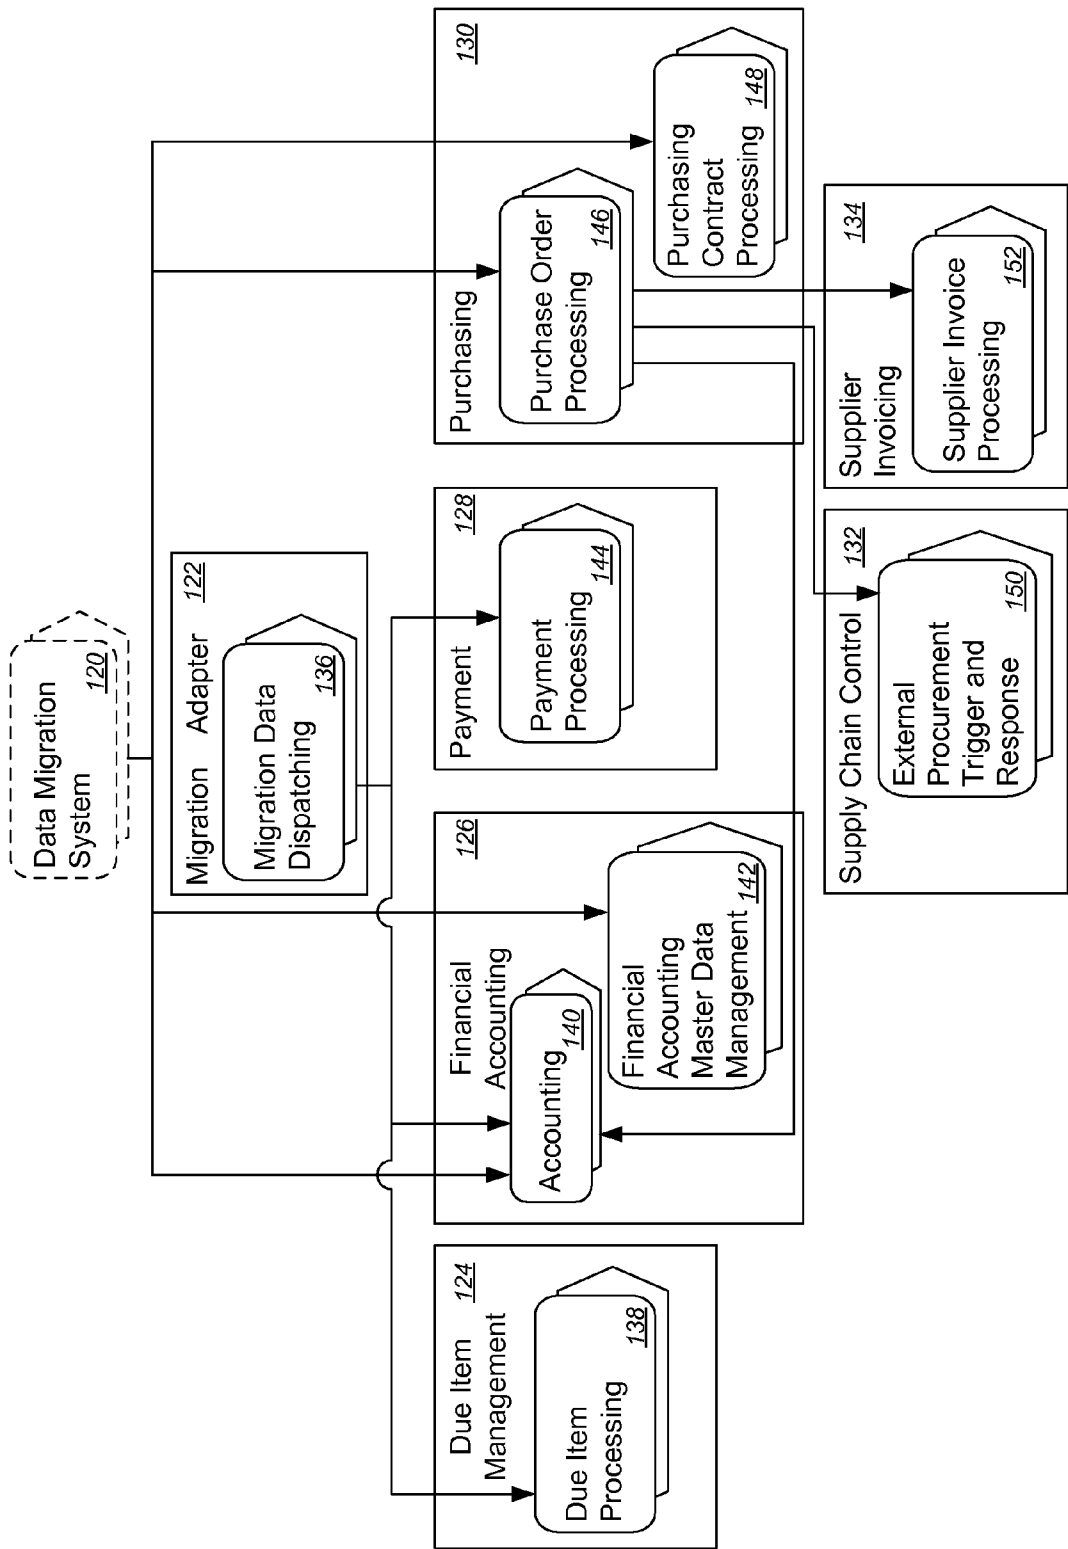 Data Migration
System
120
Migration Adapter
122
Migration Data
Dispatching
136
Due Item
Management
124
Due Item
Processing
138
Financial
Accounting
126
Accounting
140
Financial
Accounting
Master Data
Management
142
Payment
128
Payment
Processing
144
Purchasing
130
Purchase Order
Processing
146
Purchasing
Contract
Processing
148
Supply Chain Control
132
External
Procurement
Trigger and
Response
150
Supplier
Invoicing
134
Supplier Invoice
Processing
152